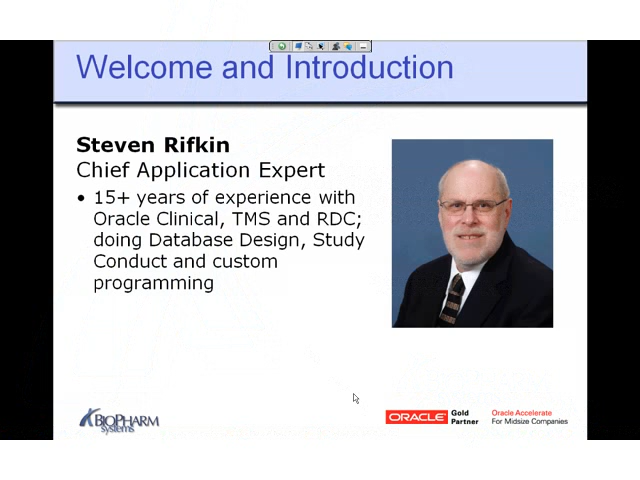 Welcome and Introduction
Steven Rifkin
Chief Application Expert
• 15+ years of experience with
Oracle Clinical, TMS and RDC;
doing Database Design, Study
Conduct and custom
programming
BIOPHARM
systems
ORACLE Gold
Partner
Oracle Accelerate
For Midsize Companies